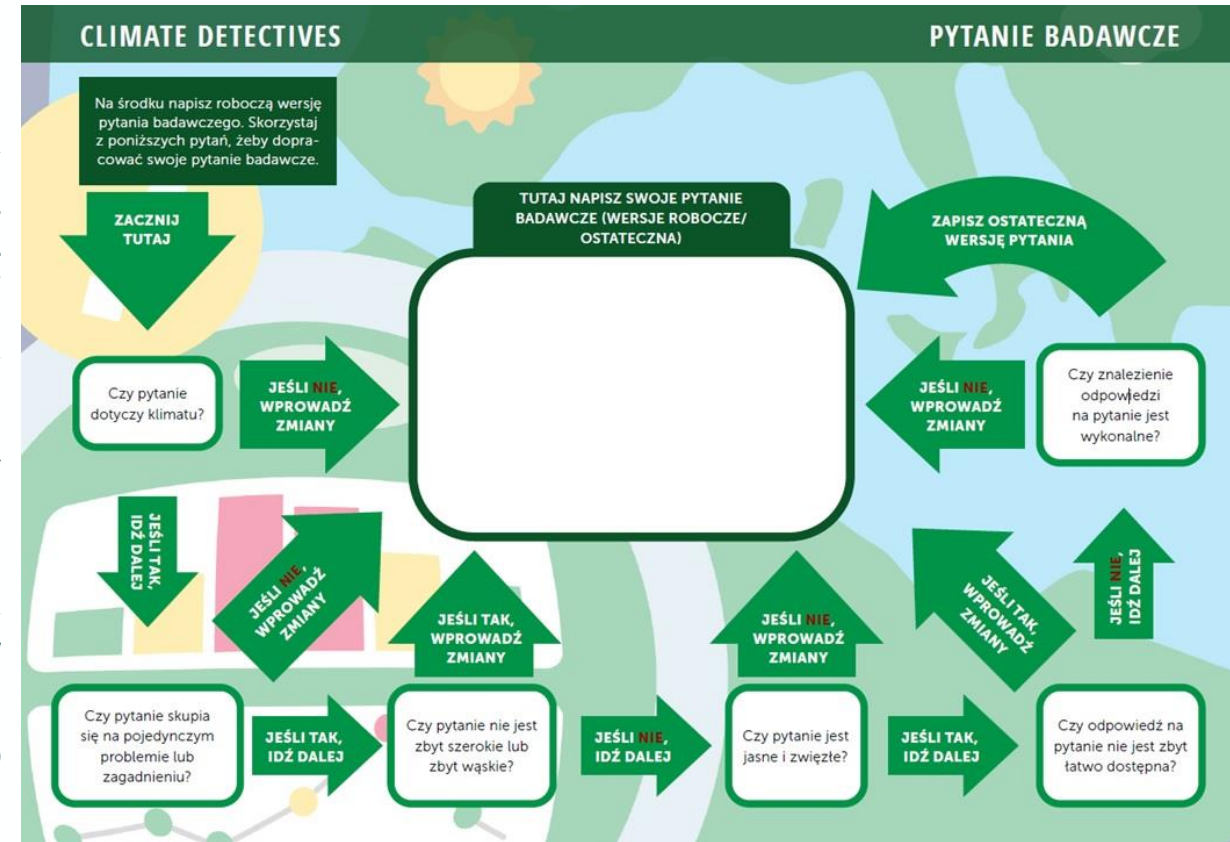 CLIMATE DETECTIVES
PYTANIE BADAWCZE
Na środku napisz roboczą wersję
pytania badawczego. Skorzystaj
z poniższych pytań, żeby dopra-
cować swoje pytanie badawcze.
ZACZNIJ
TUTAJ
TUTAJ NAPISZ SWOJE PYTANIE
BADAWCZE (WERSJE ROBOCZE/
OSTATECZNA)
ZAPISZ OSTATECZNĄ
WERSJĘ PYTANIA
Czy pytanie
dotyczy klimatu?
JEŚLI NIE,
WPROWADŹ
ZMIANY
JEŚLI NIE,
WPROWADŹ
ZMIANY
Czy znalezienie
odpowiedzi
na pytanie jest
wykonalne?
JEŚLI TAK,
IDŹ DALEJ
JEŚLI NIE,
WPROWADŹ
ZMIANY
JEŚLI TAK,
WPROWADŹ
ZMIANY
JEŚLI NIE,
WPROWADŹ
ZMIANY
JEŚLI TAK,
WPROWADŹ
ZMIANY
JEŚLI NIE,
IDŹ DALEJ
Czy pytanie skupia
się na pojedynczym
problemie lub
zagadnieniu?
JEŚLI TAK,
IDŹ DALEJ
Czy pytanie nie jest
zbyt szerokie lub
zbyt wąskie?
JEŚLI NIE,
IDŹ DALEJ
Czy pytanie jest
jasne i zwięzłe?
JEŚLI TAK,
IDŹ DALEJ
Czy odpowiedź na
pytanie nie jest zbyt
łatwo dostępna?